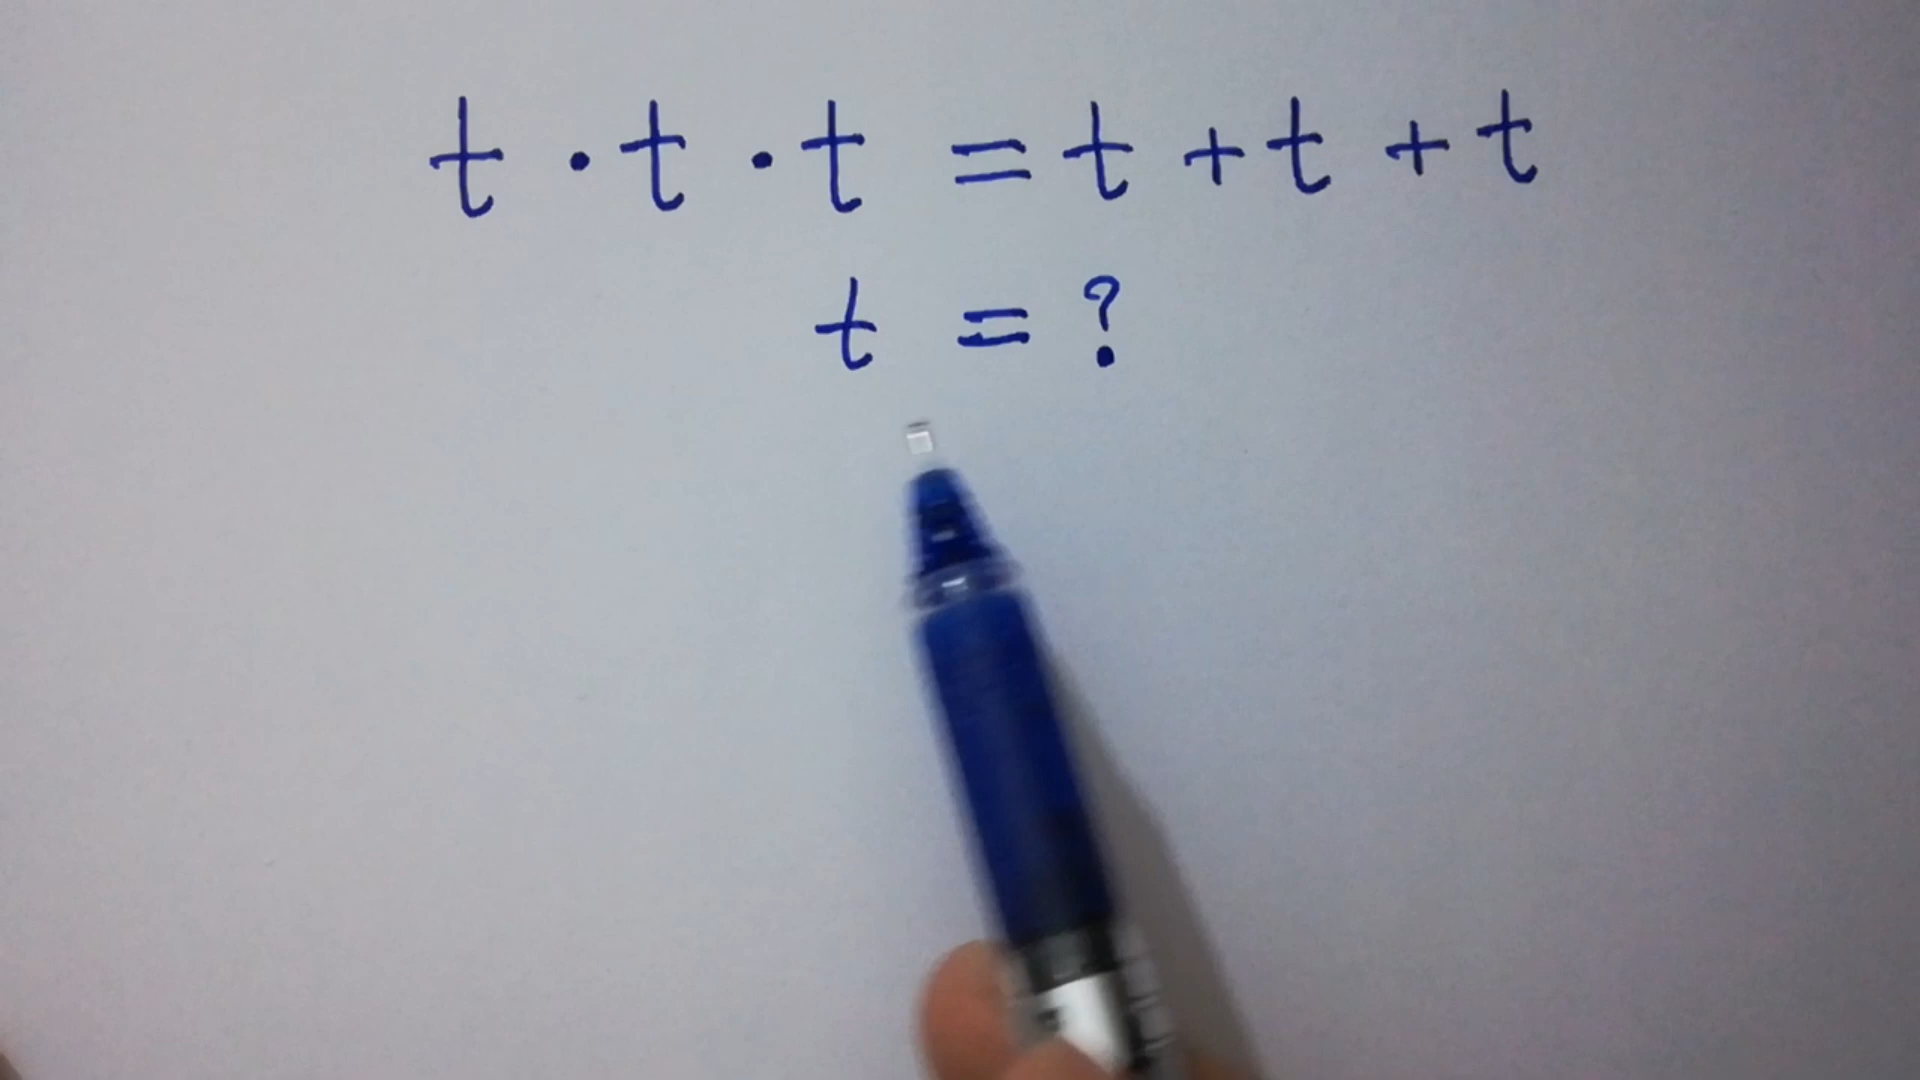 t · t · t = t + t + t
t = ?